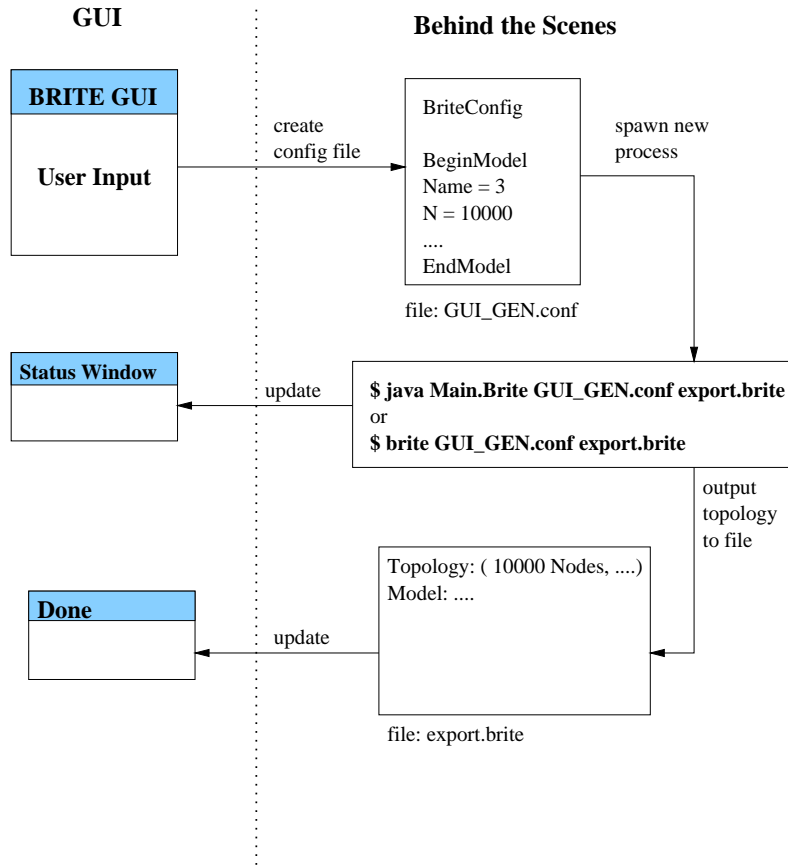 GUI
Behind the Scenes
BRITE GUI
User Input
create
config file
BriteConfig
BeginModel
Name = 3
N = 10000
....
EndModel
file: GUI_GEN.conf
spawn new
process
Status Window
update
$ java Main.Brite GUI_GEN.conf export.brite
or
$ brite GUI_GEN.conf export.brite
output
topology
to file
Topology: ( 10000 Nodes, ....)
Model: ....
file: export.brite
update
Done